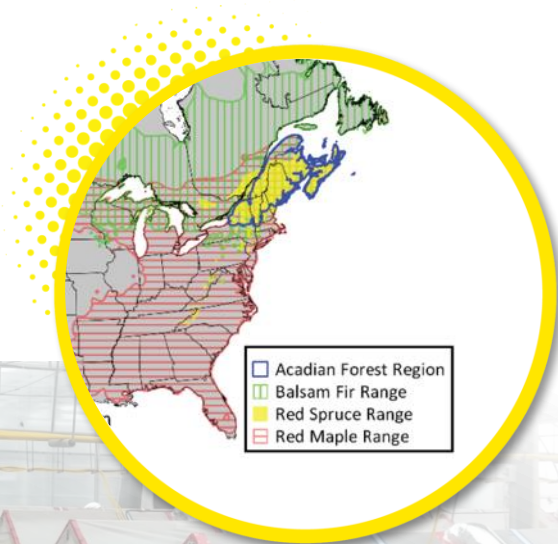 Acadian Forest Region
Balsam Fir Range
Red Spruce Range
Red Maple Range